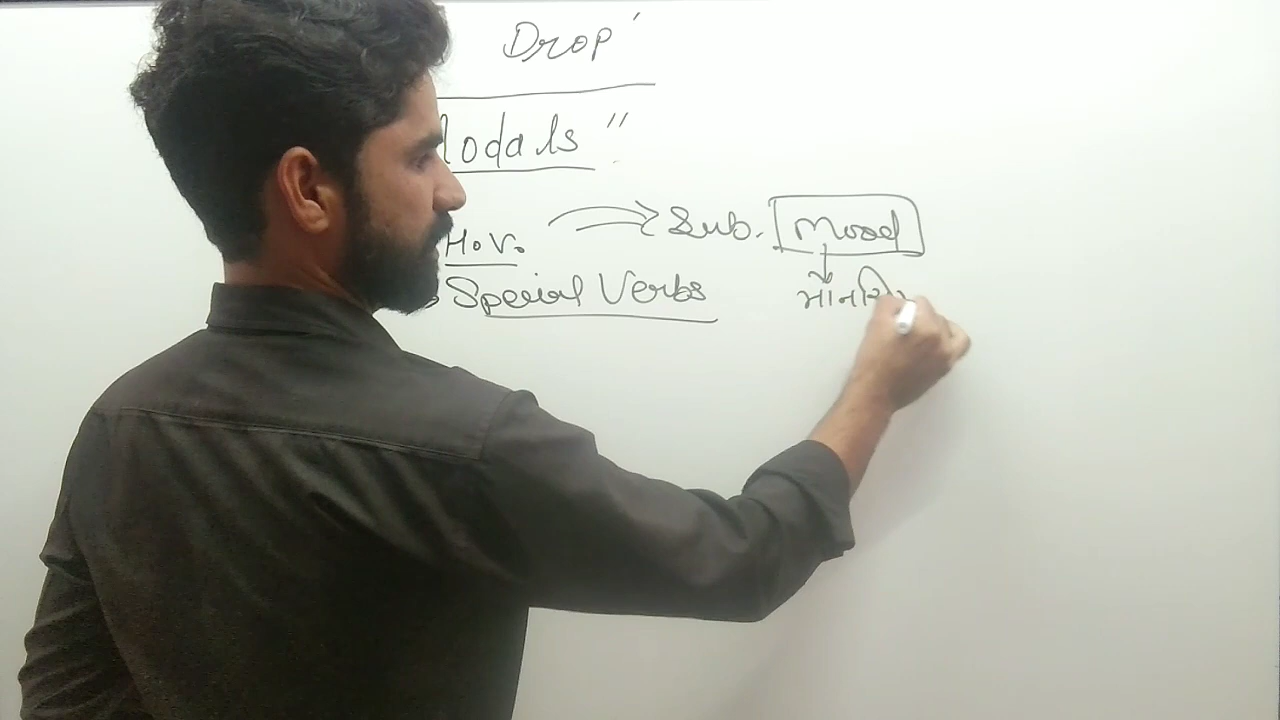 Drop'
Modals "
H.V. → Sub. Mood
Special Verbs